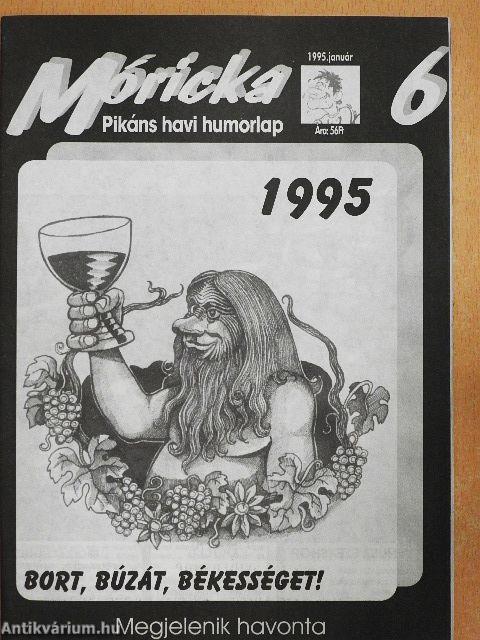 1995.január
Móricka
6
Pikáns havi humorlap
Ára: 56Ft
1995
BORT, BÚZÁT, BÉKESSÉGET!
Antikvárium.hu
Megjelenik havonta